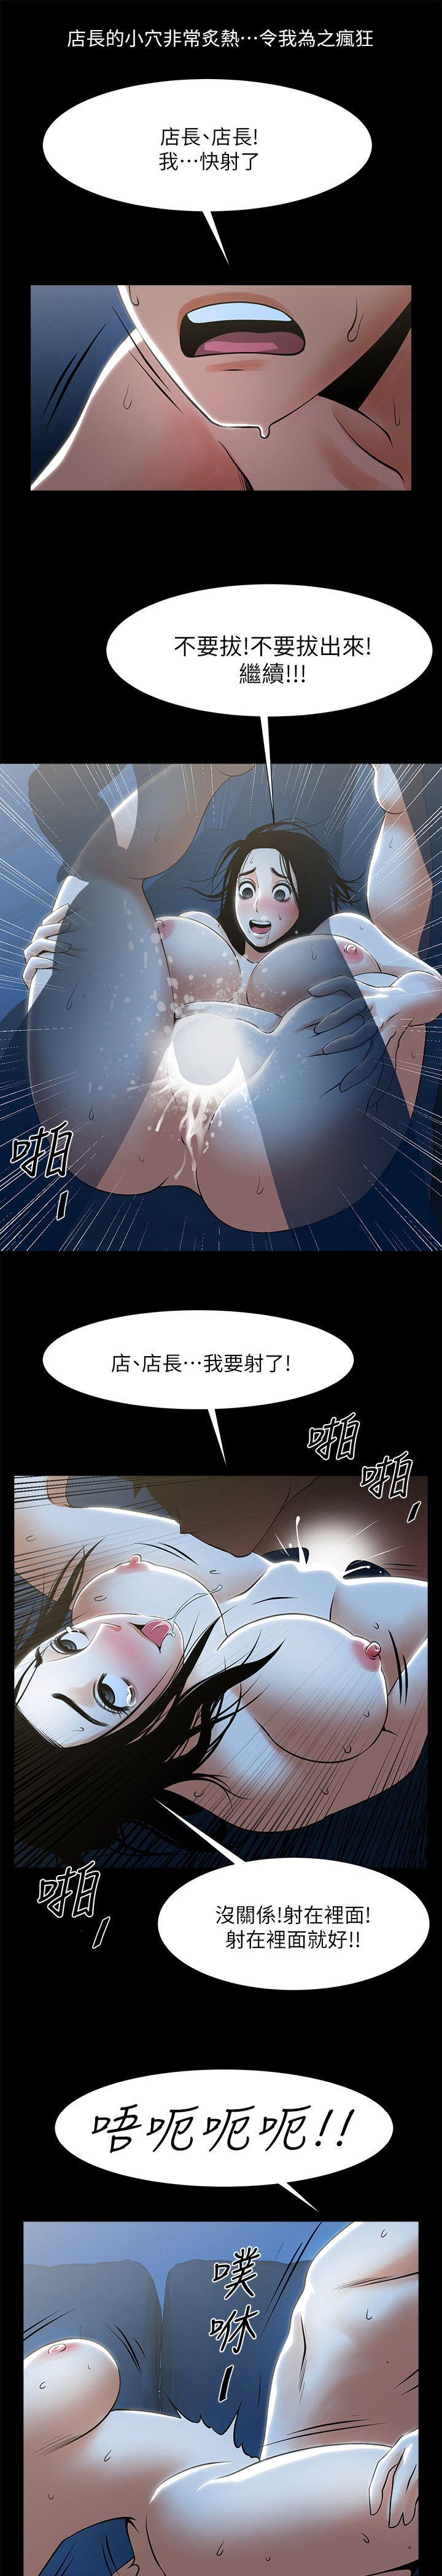 店長的小穴非常炙熱⋯令我為之瘋狂
店長、店長!
我⋯快射了
不要拔!不要拔出來!
繼續!!!
啪
店、店長⋯我要射了!
啪
啪
啪
沒關係!射在裡面!
射在裡面就好!!
唔呃呃呃!!
噗
咻